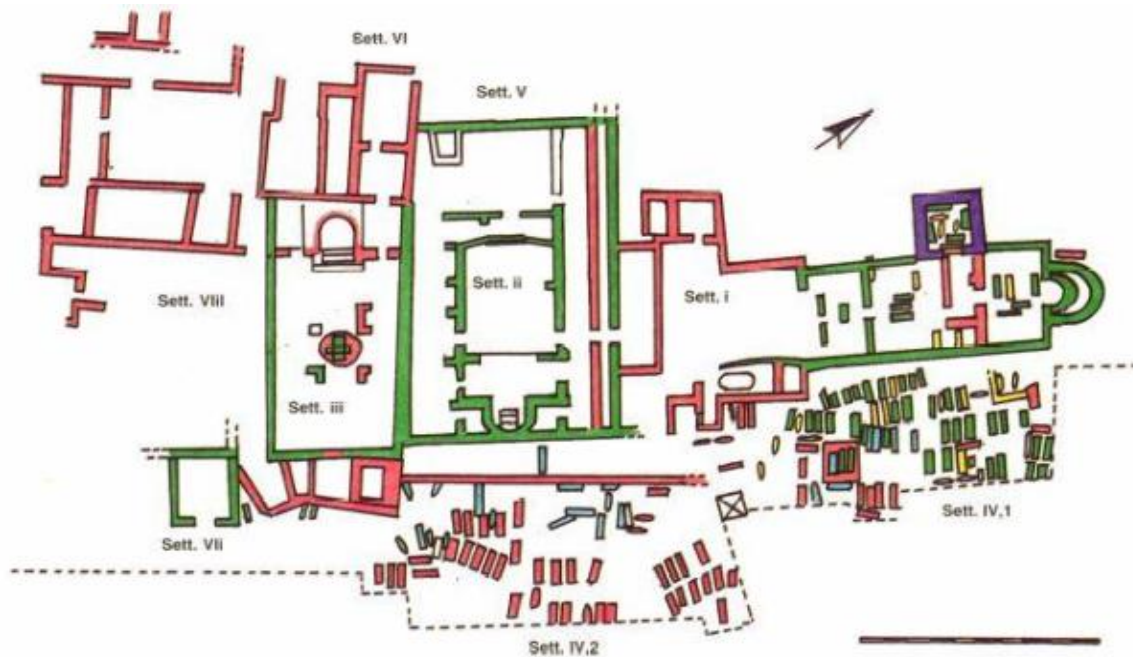 Sett. VI
Sett. V
Sett. ii
Sett. i
Sett. VIiI
Sett. iii
Sett. IV,1
Sett. VIi
Sett. IV,2